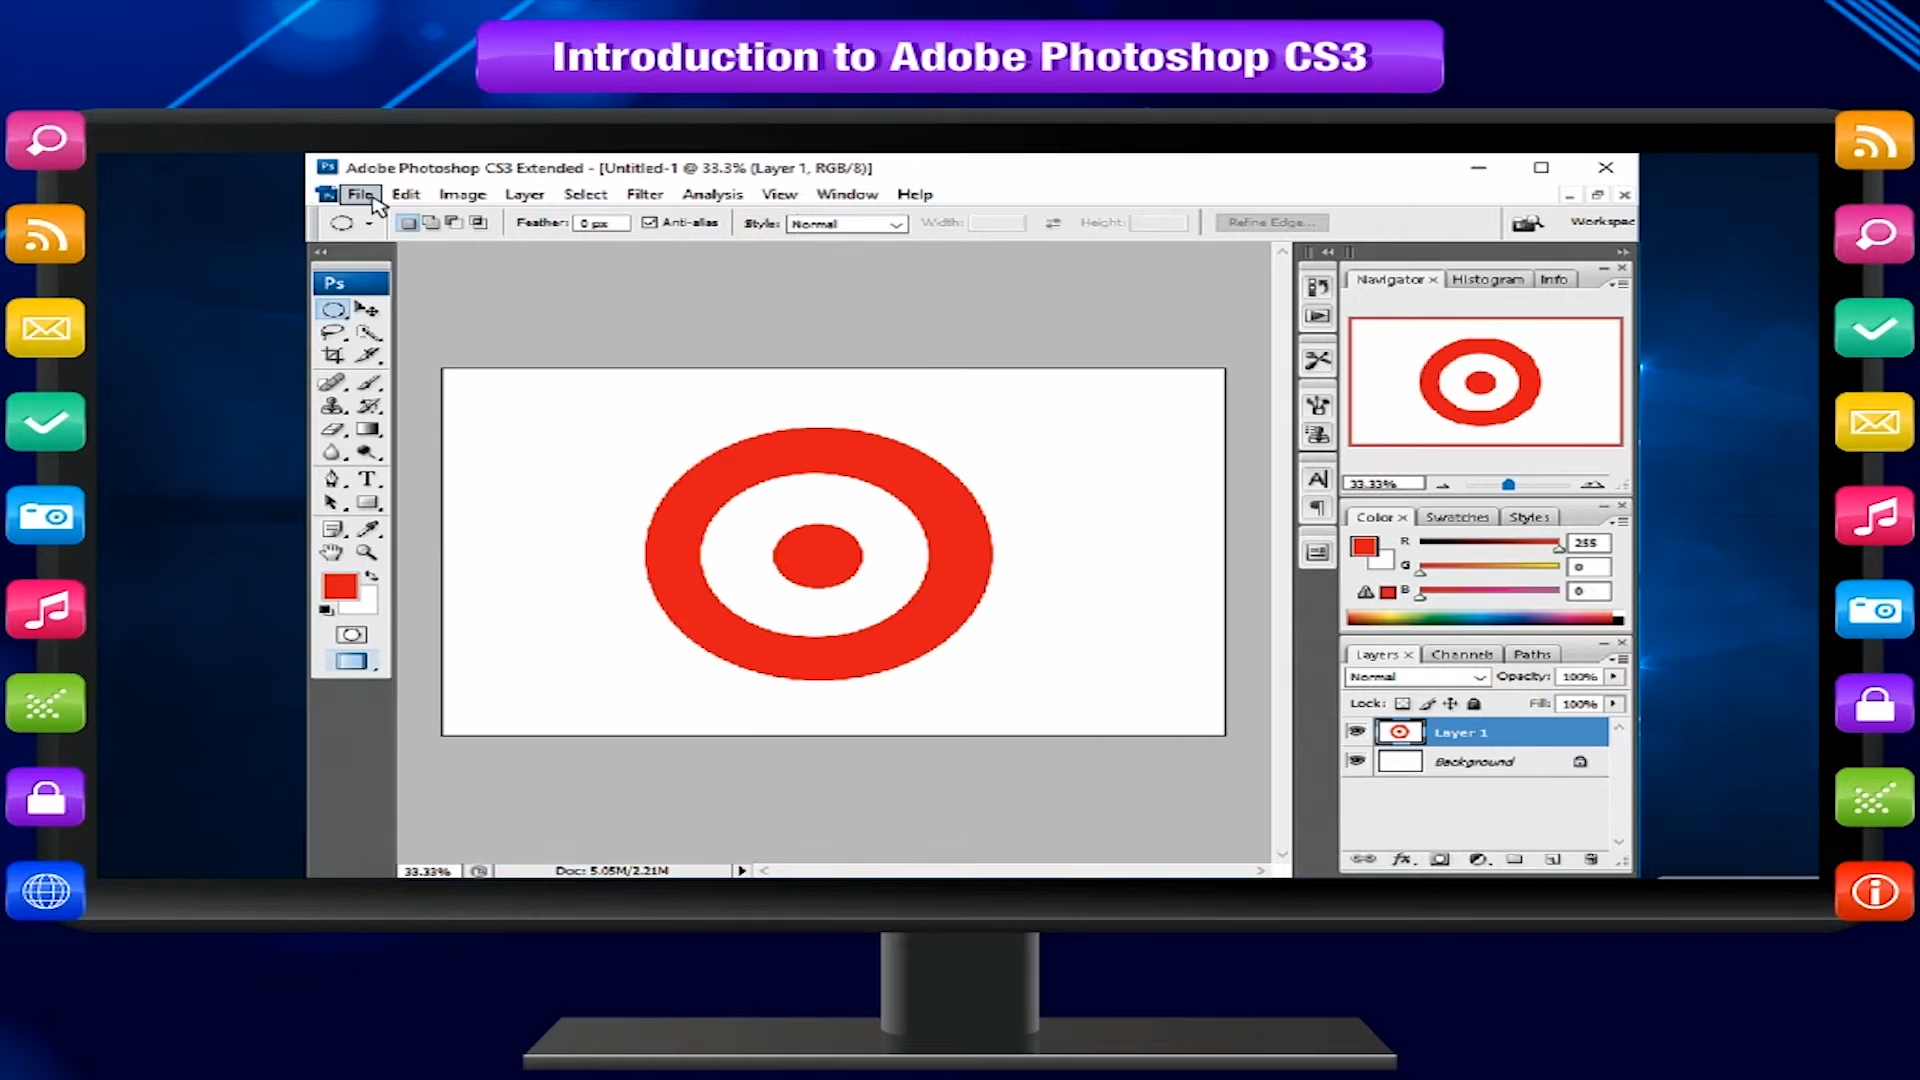 Introduction to Adobe Photoshop CS3
Ps Adobe Photoshop CS3 Extended - [Untitled-1 @ 33.3% (Layer 1, RGB/8)]
File Edit Image Layer Select Filter Analysis View Window Help
Feather: 0 px Anti-alias Style: Normal Width: Height: Refine Edge... Workspac
Ps
Navigator Histogram Info
33.33%
Color Swatches Styles
R 255
G 0
B 0
Layers Channels Paths
Normal Opacity: 100%
Lock: Fill: 100%
Layer 1
Background
33.33% Doc: 5.05M/2.21M